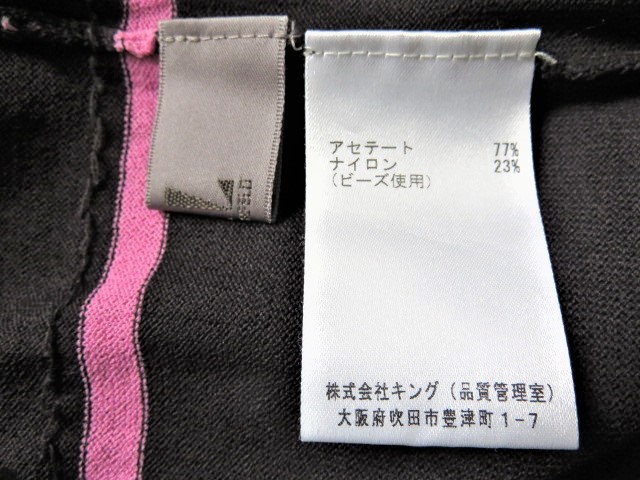 アセテート 77%
ナイロン 23%
(ビーズ使用)
株式会社キング(品質管理室)
大阪府吹田市豊津町1-7